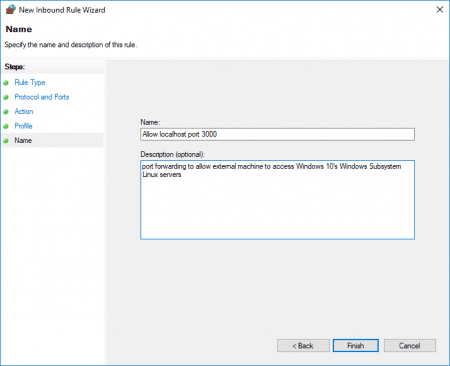 New Inbound Rule Wizard
Name
Specify the name and description of this rule.
Steps:
Rule Type
Protocol and Ports
Action
Profile
Name
Name:
Allow localhost port 3000
Description (optional):
port forwarding to allow external machine to access Windows 10's Windows Subsystem
Linux servers
< Back
Finish
Cancel